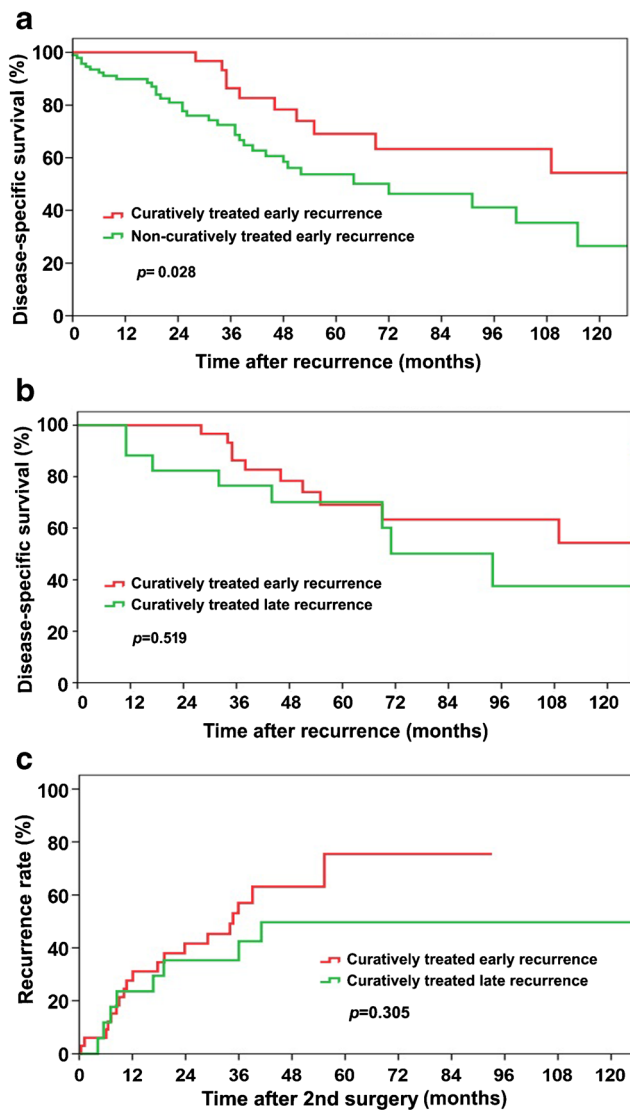 a
Disease-specific survival (%)
100
80
60
40
20
0
Curatively treated early recurrence
Non-curatively treated early recurrence
p= 0.028
0 12 24 36 48 60 72 84 96 108 120
Time after recurrence (months)
b
Disease-specific survival (%)
100
80
60
40
20
0
Curatively treated early recurrence
Curatively treated late recurrence
p=0.519
0 12 24 36 48 60 72 84 96 108 120
Time after recurrence (months)
c
Recurrence rate (%)
100
80
60
40
20
0
Curatively treated early recurrence
Curatively treated late recurrence
p=0.305
0 12 24 36 48 60 72 84 96 108 120
Time after 2nd surgery (months)